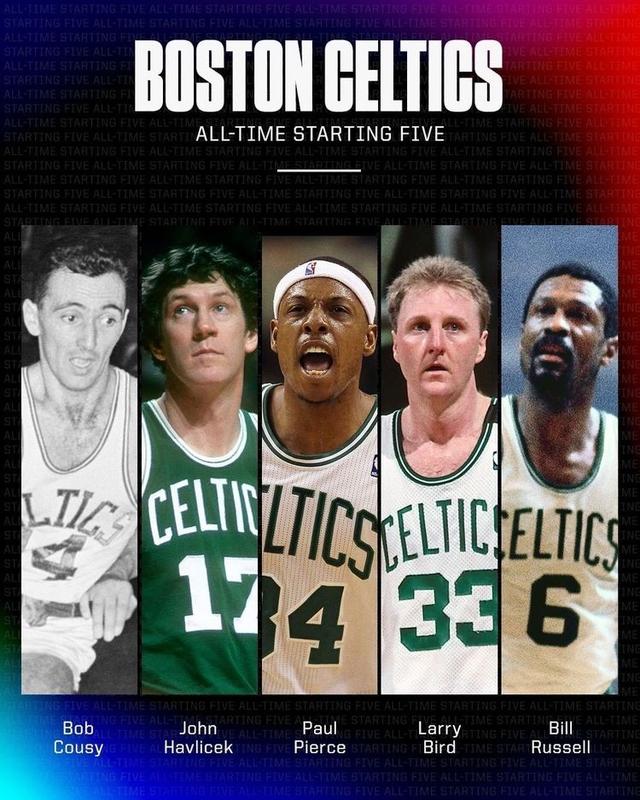 BOSTON CELTICS
ALL-TIME STARTING FIVE
LTICS
4
CELTIC
17
LTICS
34
CELTICS
33
CELTICS
6
Bob
Cousy
John
Havlicek
Paul
Pierce
Larry
Bird
Bill
Russell